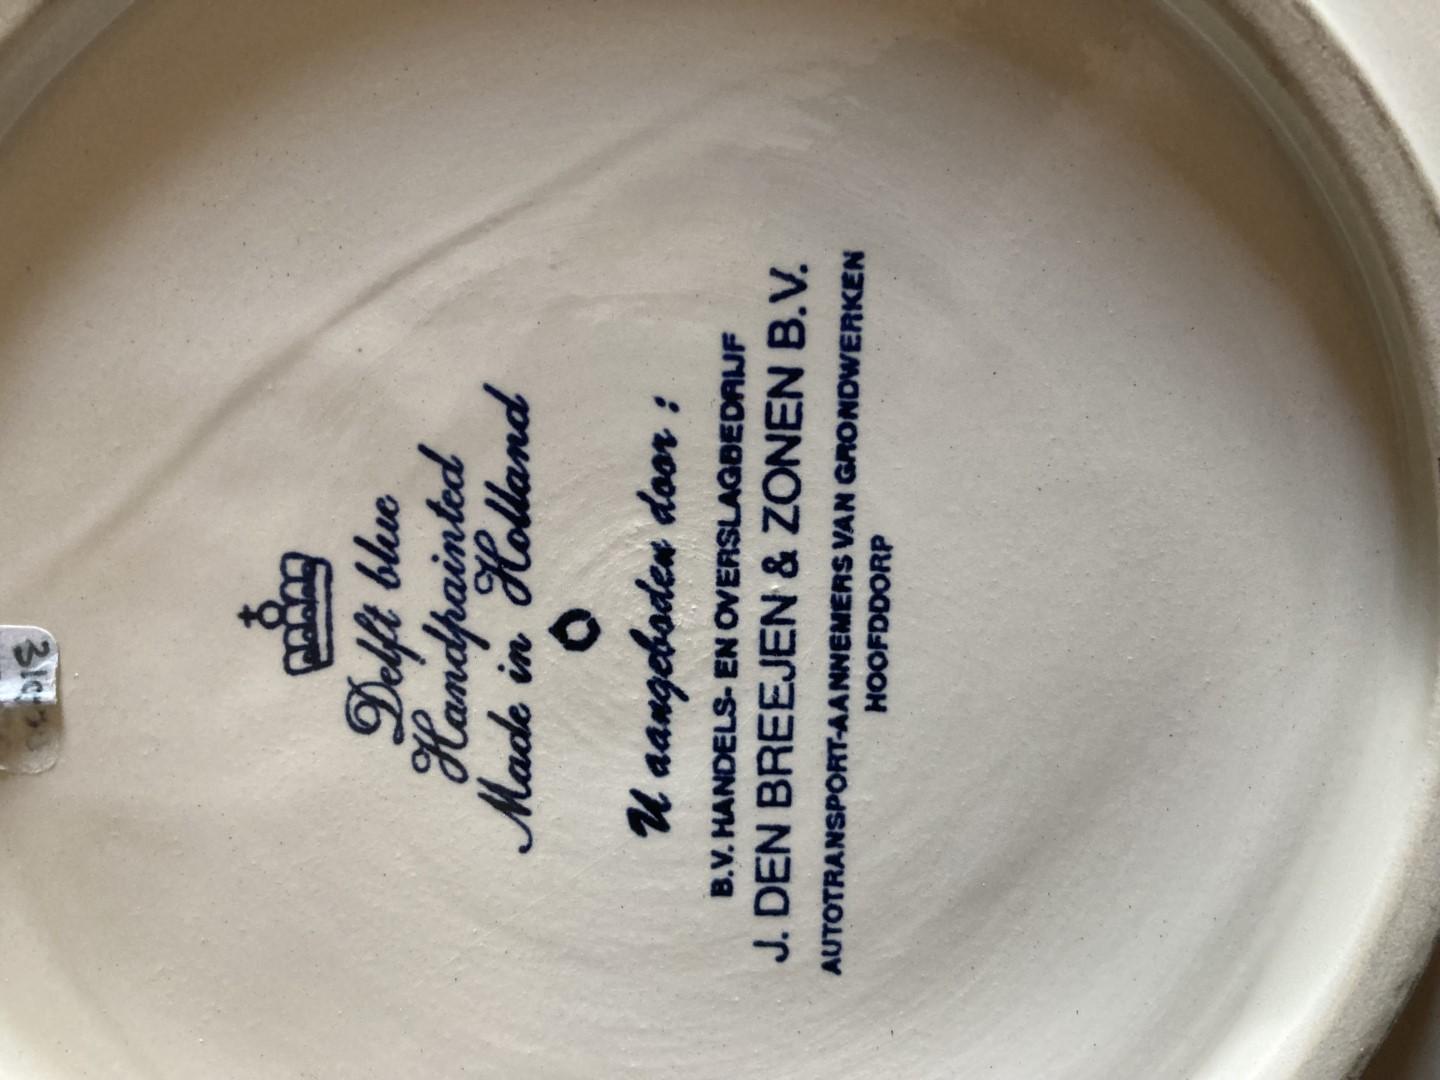 Delft blue
Handpainted
Made in Holland
U aangeboden door :
B.V. HANDELS- EN OVERSLAGBEDRIJF
J. DEN BREEJEN & ZONEN B.V.
AUTOTRANSPORT-AANNEMERS VAN GRONDWERKEN
HOOFDDORP